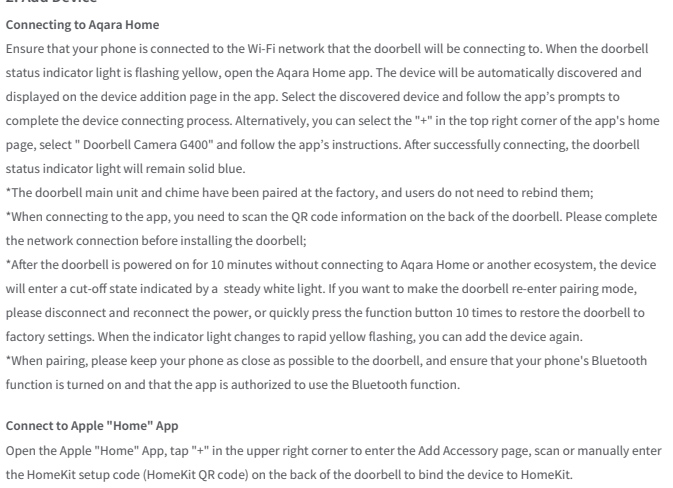 2. Add Device
Connecting to Aqara Home
Ensure that your phone is connected to the Wi-Fi network that the doorbell will be connecting to. When the doorbell
status indicator light is flashing yellow, open the Aqara Home app. The device will be automatically discovered and
displayed on the device addition page in the app. Select the discovered device and follow the app’s prompts to
complete the device connecting process. Alternatively, you can select the "+" in the top right corner of the app's home
page, select " Doorbell Camera G400" and follow the app’s instructions. After successfully connecting, the doorbell
status indicator light will remain solid blue.
*The doorbell main unit and chime have been paired at the factory, and users do not need to rebind them;
*When connecting to the app, you need to scan the QR code information on the back of the doorbell. Please complete
the network connection before installing the doorbell;
*After the doorbell is powered on for 10 minutes without connecting to Aqara Home or another ecosystem, the device
will enter a cut-off state indicated by a  steady white light. If you want to make the doorbell re-enter pairing mode,
please disconnect and reconnect the power, or quickly press the function button 10 times to restore the doorbell to
factory settings. When the indicator light changes to rapid yellow flashing, you can add the device again.
*When pairing, please keep your phone as close as possible to the doorbell, and ensure that your phone's Bluetooth
function is turned on and that the app is authorized to use the Bluetooth function.
Connect to Apple "Home" App
Open the Apple "Home" App, tap "+" in the upper right corner to enter the Add Accessory page, scan or manually enter
the HomeKit setup code (HomeKit QR code) on the back of the doorbell to bind the device to HomeKit.